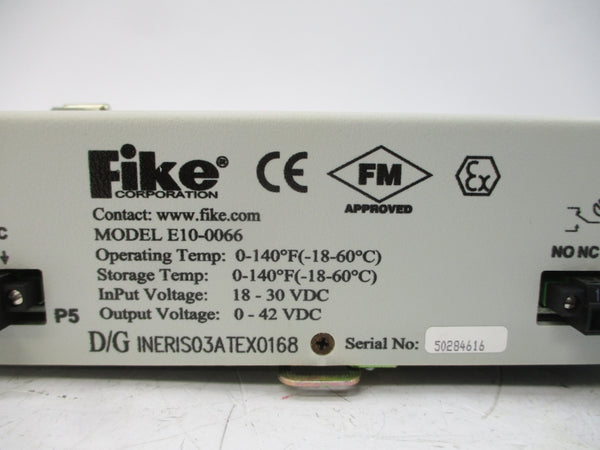 Fike®
CORPORATION
CE
FM
APPROVED
Ex
Contact: www.fike.com
MODEL E10-0066
Operating Temp: 0-140°F(-18-60°C)
Storage Temp: 0-140°F(-18-60°C)
InPut Voltage: 18 - 30 VDC
Output Voltage: 0 - 42 VDC
D/G INERIS03ATEX0168
Serial No: 50284616
C
P5
NO NC